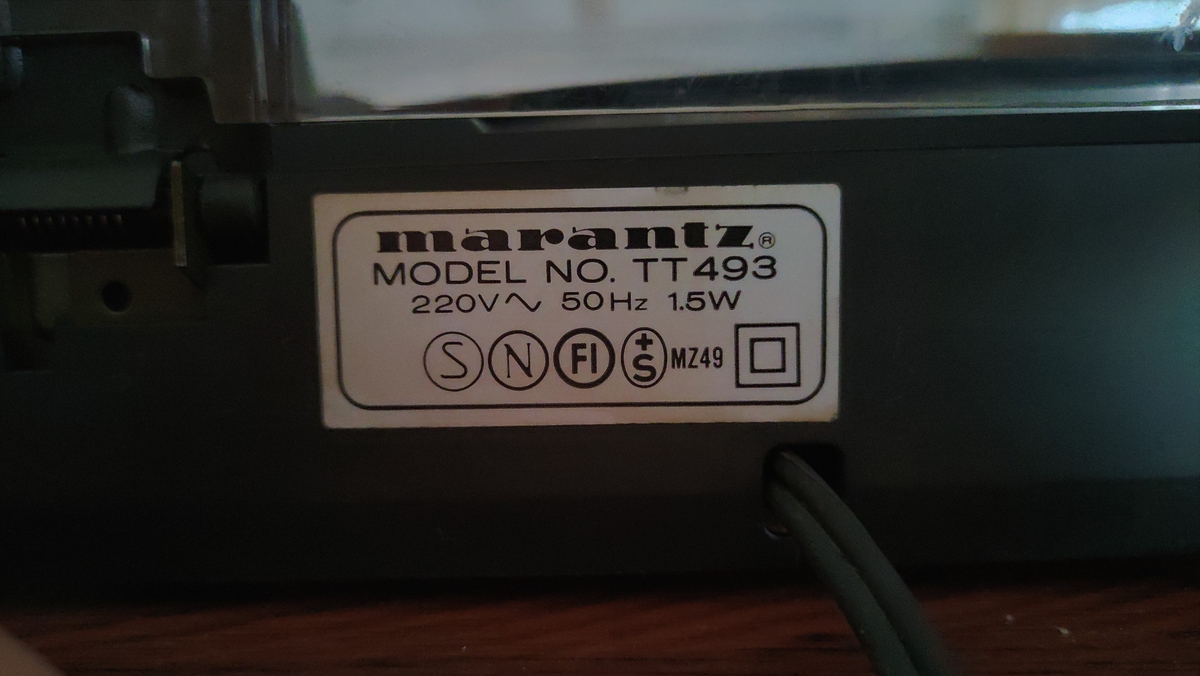 marantz®
MODEL NO. TT493
220V~ 50Hz 1.5W
S N FI +S MZ49